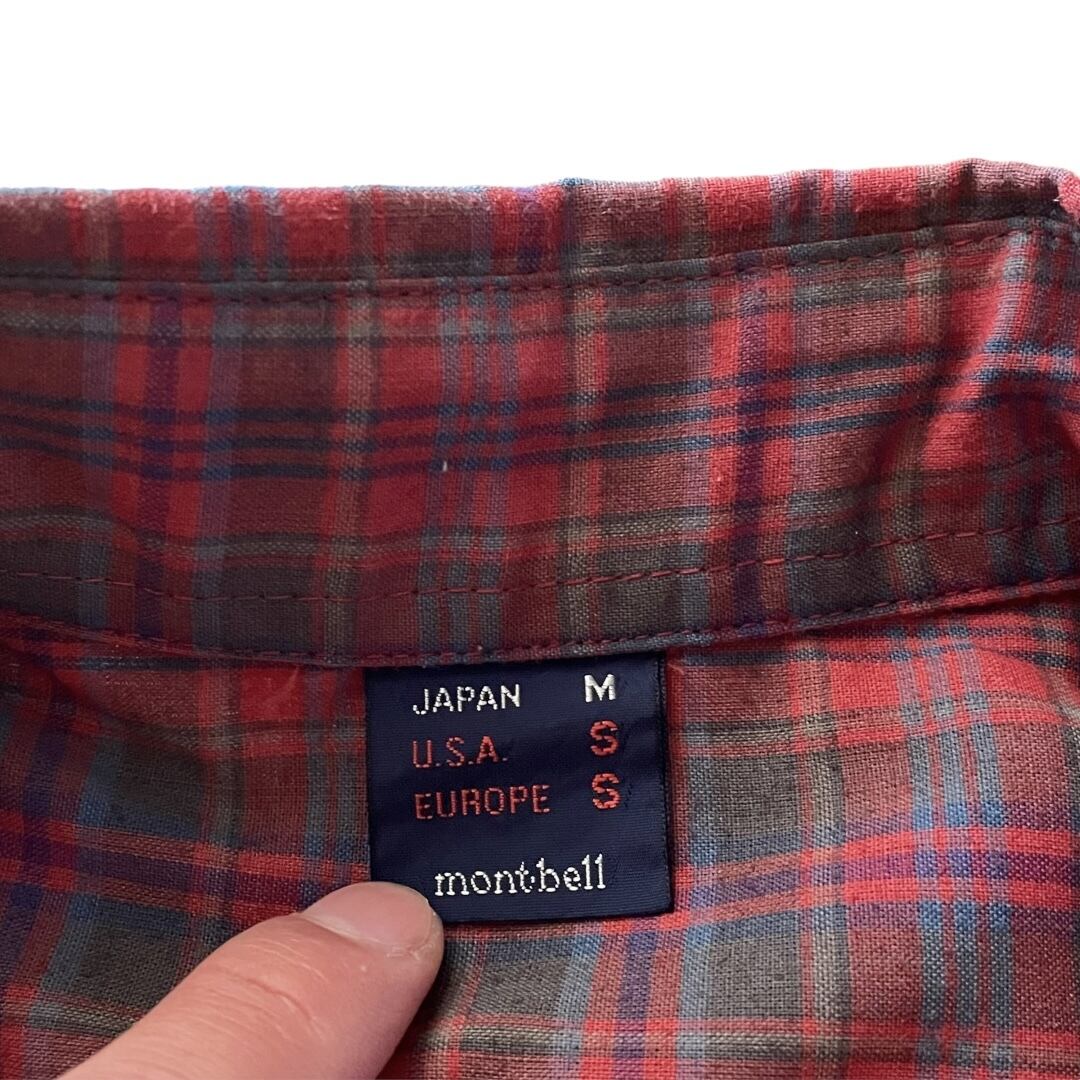 JAPAN M
U.S.A. S
EUROPE S
mont·bell